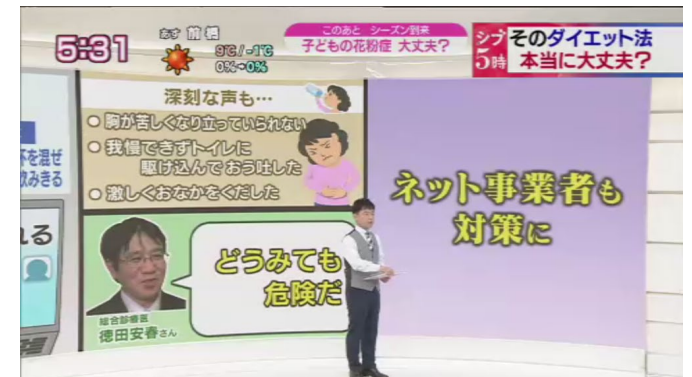 5:31
あす 前橋
9℃/-1℃
0%→0%
このあと シーズン到来
子どもの花粉症 大丈夫?
シブ
5時
そのダイエット法
本当に大丈夫?
深刻な声も…
●胸が苦しくなり立っていられない
●我慢できずトイレに
駆け込んでおう吐した
●激しくおなかをくだした
を混ぜ
飲みきる
れる
どうみても
危険だ
総合診療医
徳田安春さん
ネット事業者も
対策に